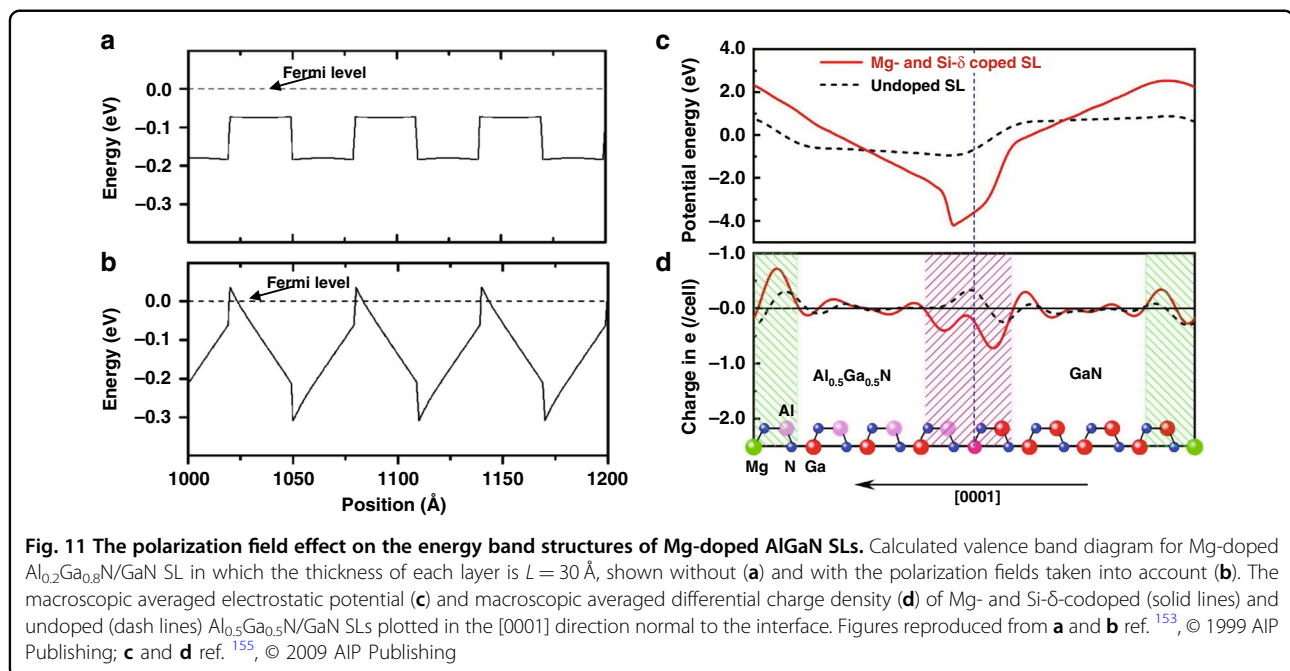 a
Fermi level
0.0
−0.1
−0.2
−0.3
Energy (eV)
b
Fermi level
0.0
−0.1
−0.2
−0.3
Energy (eV)
1000
1050
1100
1150
1200
Position (Å)
c
4.0
2.0
0.0
−2.0
−4.0
Potential energy (eV)
Mg- and Si-δ coped SL
Undoped SL
d
−1.0
−0.0
−1.0
−2.0
Charge in e (/cell)
Al0.5Ga0.5N
GaN
Al
Mg
N
Ga
[0001]
Fig. 11 The polarization field effect on the energy band structures of Mg-doped AlGaN SLs. Calculated valence band diagram for Mg-doped
Al0.2Ga0.8N/GaN SL in which the thickness of each layer is L = 30 Å, shown without (a) and with the polarization fields taken into account (b). The
macroscopic averaged electrostatic potential (c) and macroscopic averaged differential charge density (d) of Mg- and Si-δ-codoped (solid lines) and
undoped (dash lines) Al0.5Ga0.5N/GaN SLs plotted in the [0001] direction normal to the interface. Figures reproduced from a and b ref. 153, © 1999 AIP
Publishing; c and d ref. 155, © 2009 AIP Publishing